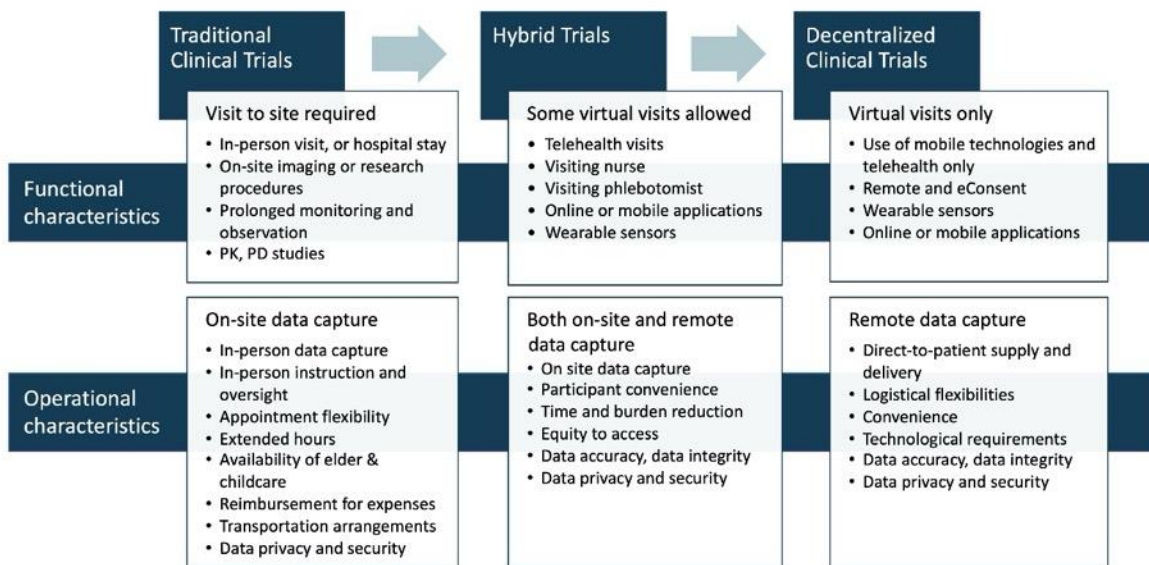 Traditional
Clinical Trials
Hybrid Trials
Decentralized
Clinical Trials
Functional
characteristics
Visit to site required
• In-person visit, or hospital stay
• On-site imaging or research
procedures
• Prolonged monitoring and
observation
• PK, PD studies
Some virtual visits allowed
• Telehealth visits
• Visiting nurse
• Visiting phlebotomist
• Online or mobile applications
• Wearable sensors
Virtual visits only
• Use of mobile technologies and
telehealth only
• Remote and eConsent
• Wearable sensors
• Online or mobile applications
Operational
characteristics
On-site data capture
• In-person data capture
• In-person instruction and
oversight
• Appointment flexibility
• Extended hours
• Availability of elder &
childcare
• Reimbursement for expenses
• Transportation arrangements
• Data privacy and security
Both on-site and remote
data capture
• On site data capture
• Participant convenience
• Time and burden reduction
• Equity to access
• Data accuracy, data integrity
• Data privacy and security
Remote data capture
• Direct-to-patient supply and
delivery
• Logistical flexibilities
• Convenience
• Technological requirements
• Data accuracy, data integrity
• Data privacy and security